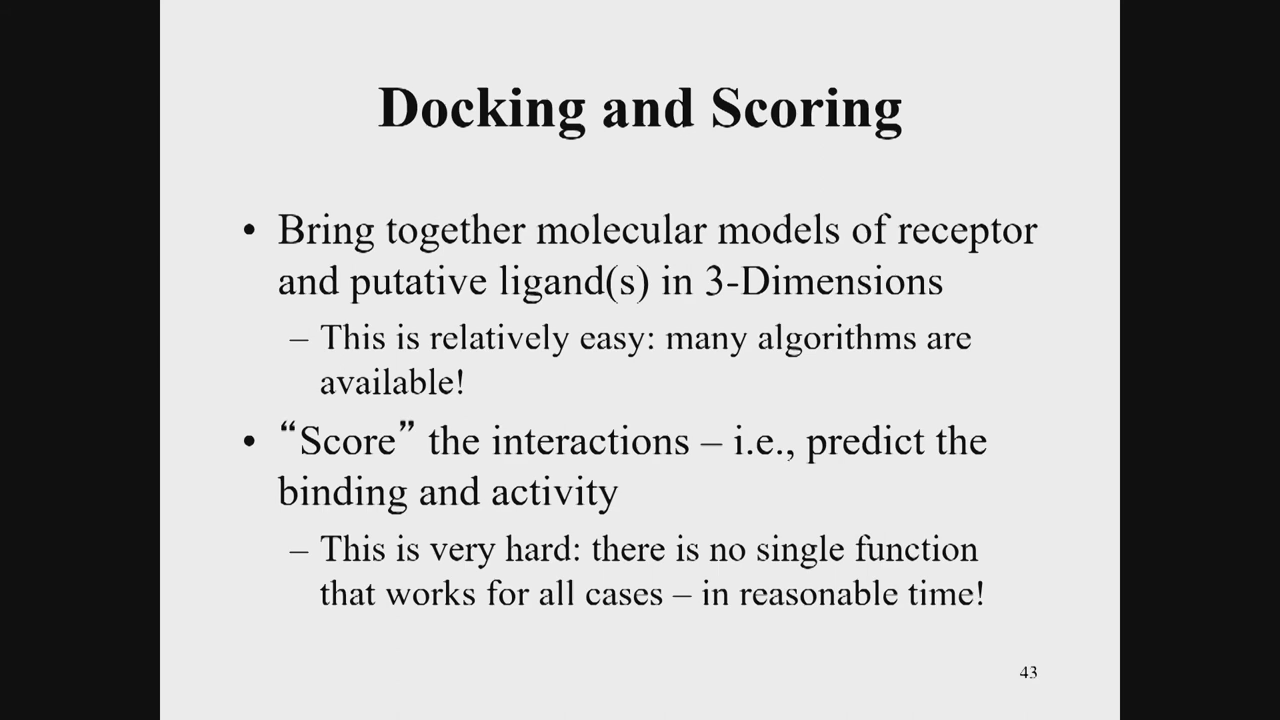 Docking and Scoring
• Bring together molecular models of receptor
and putative ligand(s) in 3-Dimensions
– This is relatively easy: many algorithms are
available!
• “Score” the interactions – i.e., predict the
binding and activity
– This is very hard: there is no single function
that works for all cases – in reasonable time!
43